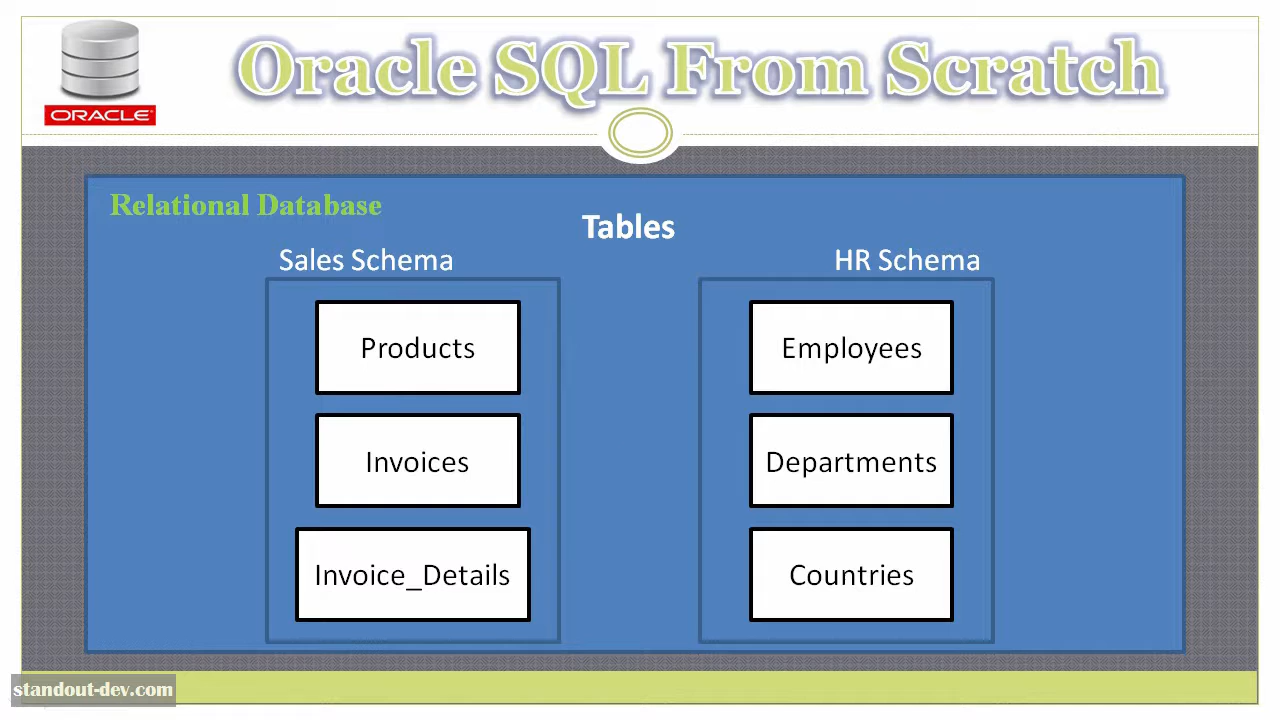 Oracle SQL From Scratch
ORACLE®
Relational Database
Tables
Sales Schema
HR Schema
Products
Employees
Invoices
Departments
Invoice_Details
Countries
standout-dev.com